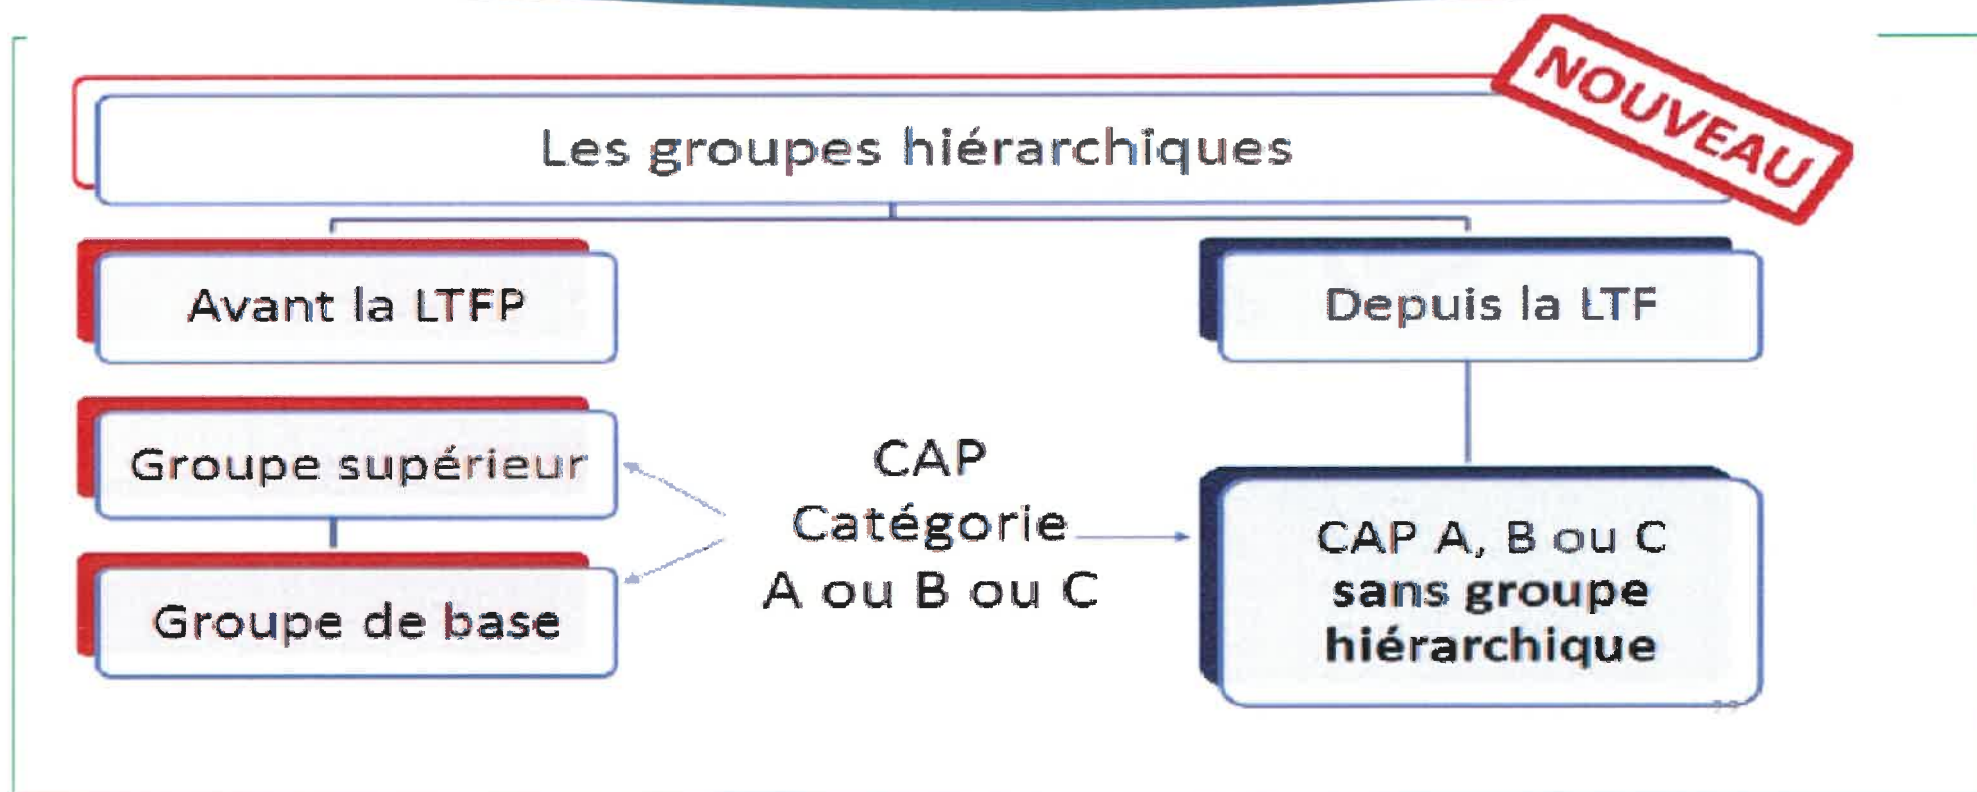 NOUVEAU
Les groupes hiérarchiques
Avant la LTFP
Depuis la LTF
Groupe supérieur
Groupe de base
CAP
Catégorie
A ou B ou C
CAP A, B ou C
sans groupe
hiérarchique